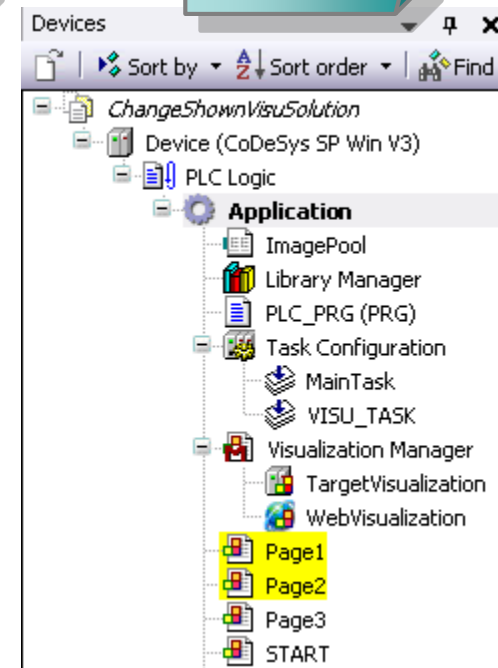 Devices
Sort by Sort order Find
ChangeShownVisuSolution
Device (CoDeSys SP Win V3)
PLC Logic
Application
ImagePool
Library Manager
PLC_PRG (PRG)
Task Configuration
MainTask
VISU_TASK
Visualization Manager
TargetVisualization
WebVisualization
Page1
Page2
Page3
START